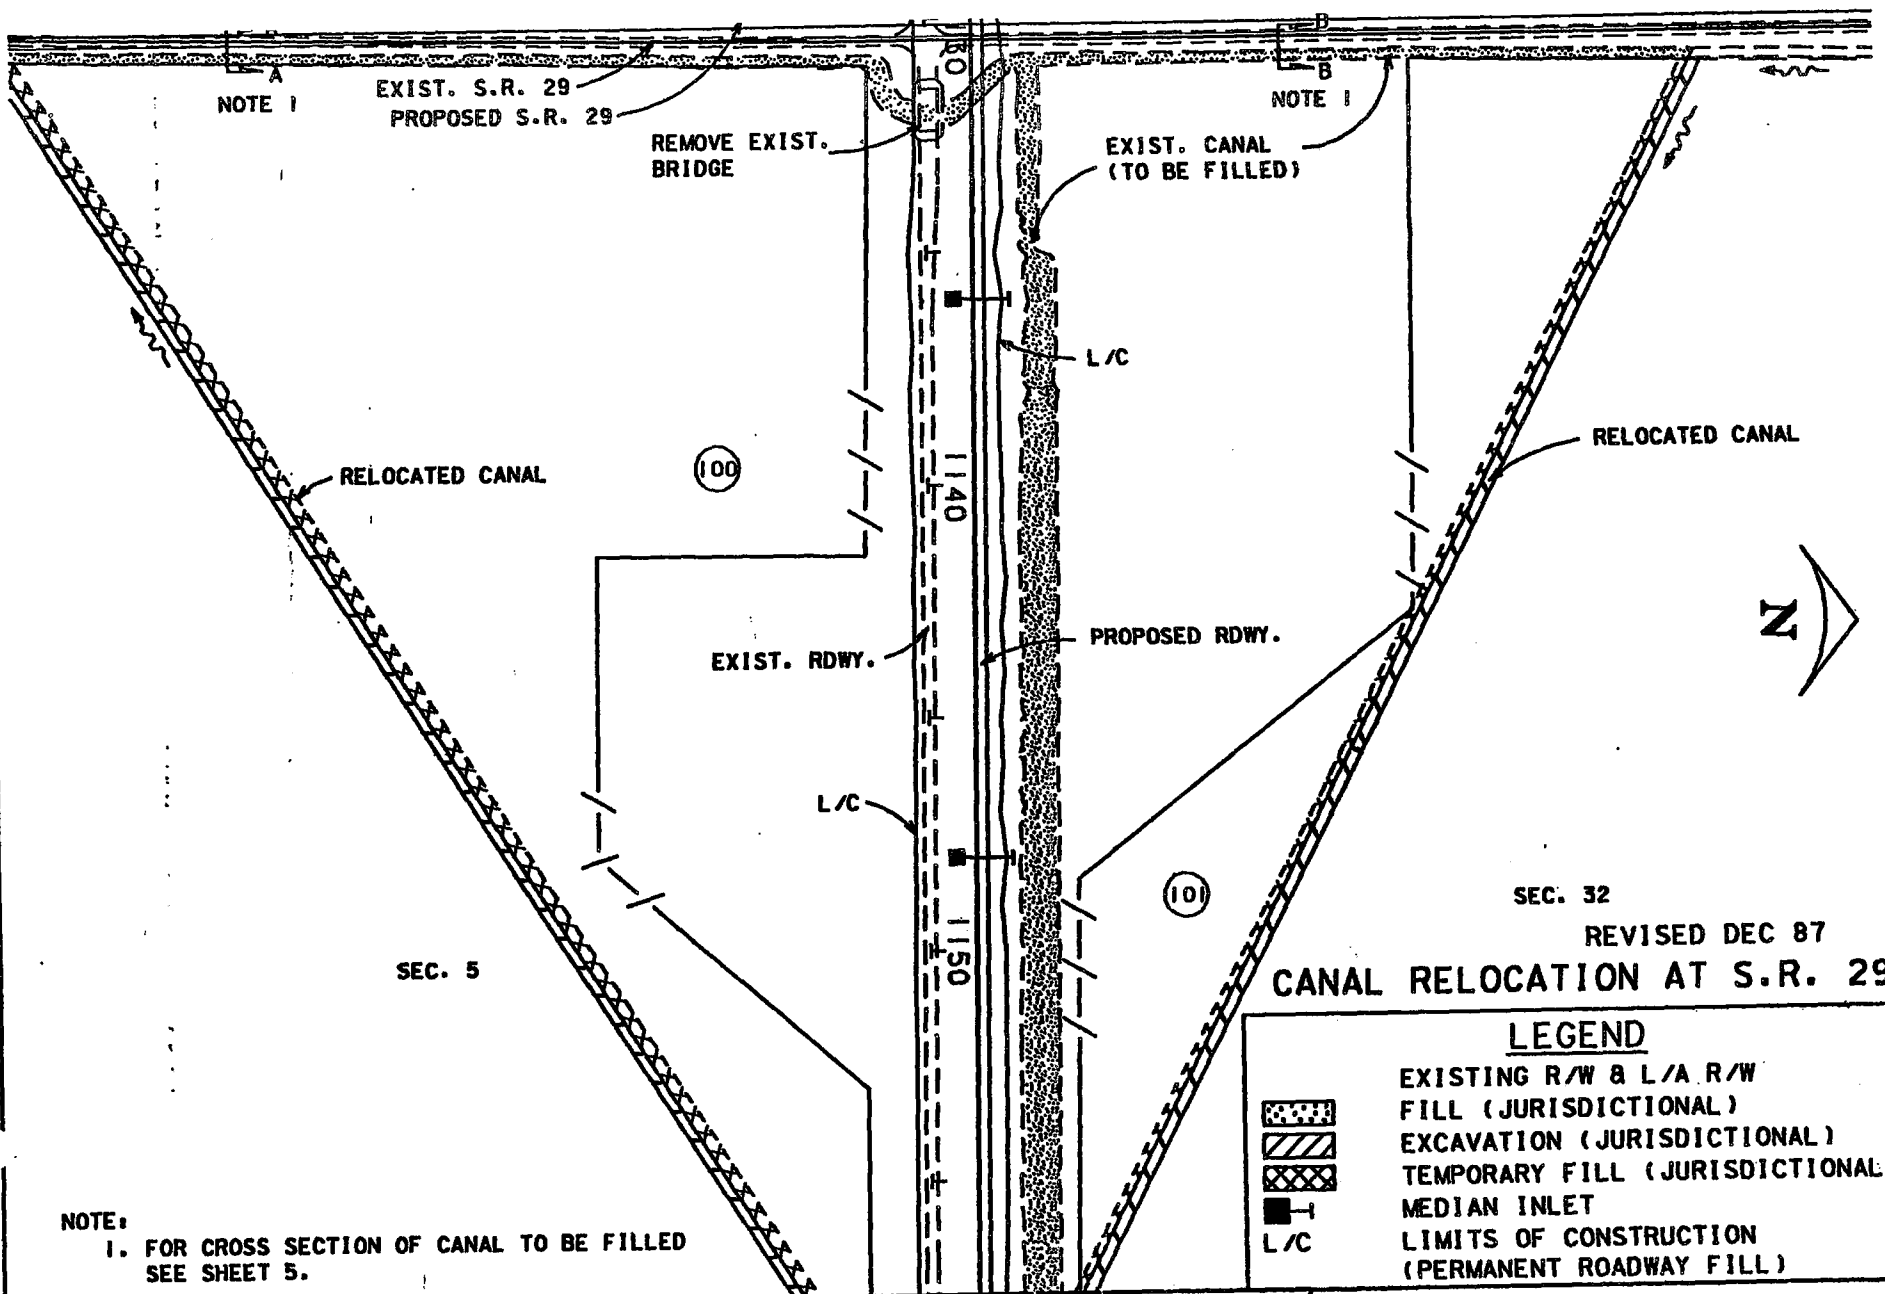 B
A
B
NOTE 1
EXIST. S.R. 29
PROPOSED S.R. 29
NOTE 1
REMOVE EXIST.
BRIDGE
EXIST. CANAL
(TO BE FILLED)
L/C
RELOCATED CANAL
RELOCATED CANAL
100
1140
N
EXIST. RDWY.
PROPOSED RDWY.
L/C
101
1150
SEC. 32
SEC. 5
REVISED DEC 87
CANAL RELOCATION AT S.R. 29
LEGEND
EXISTING R/W & L/A R/W
FILL (JURISDICTIONAL)
EXCAVATION (JURISDICTIONAL)
TEMPORARY FILL (JURISDICTIONAL
MEDIAN INLET
L/C LIMITS OF CONSTRUCTION
(PERMANENT ROADWAY FILL)
NOTE:
1. FOR CROSS SECTION OF CANAL TO BE FILLED
SEE SHEET 5.